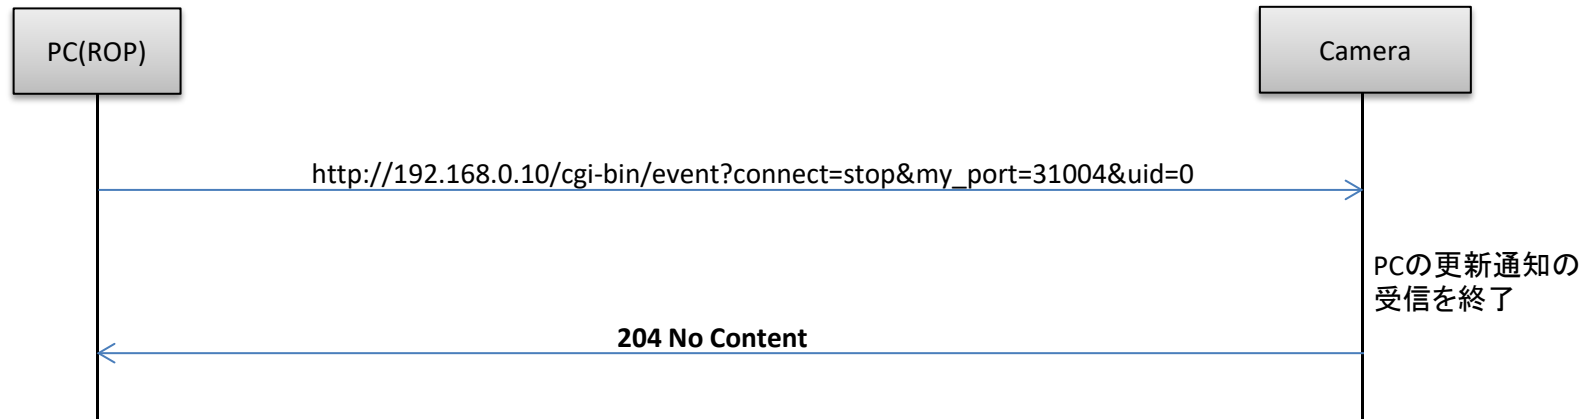 PC(ROP)
Camera
http://192.168.0.10/cgi-bin/event?connect=stop&my_port=31004&uid=0
PCの更新通知の
受信を終了
204 No Content